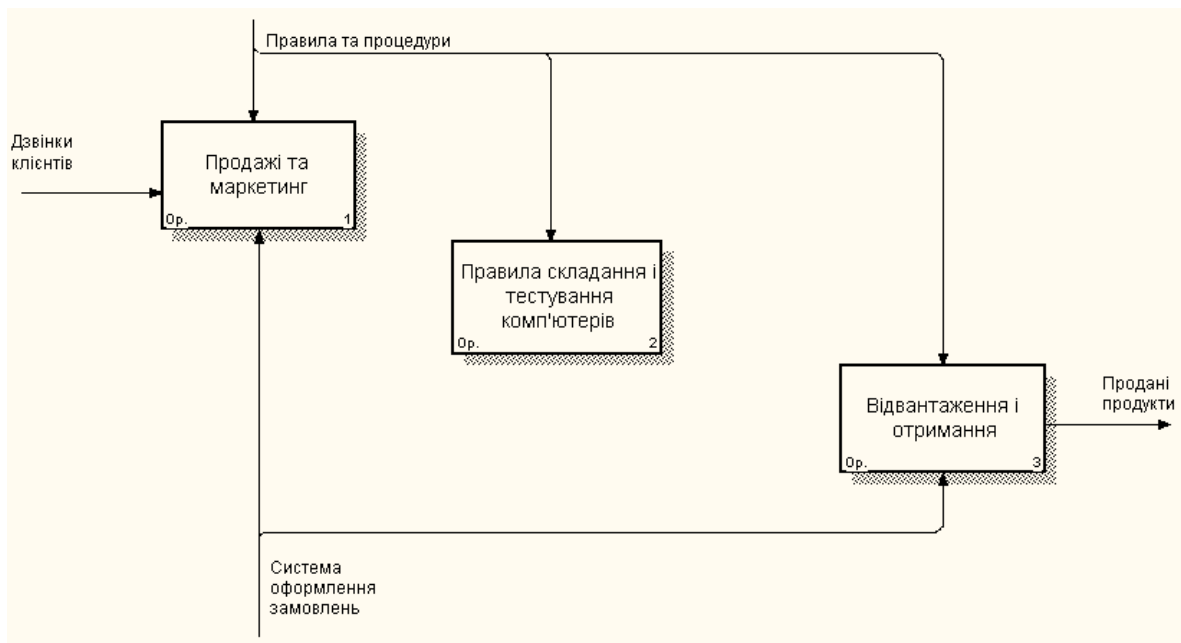 Правила та процедури
Дзвінки
клієнтів
Продажі та
маркетинг
0р.
1
Правила складання і
тестування
комп'ютерів
0р.
2
Відвантаження і
отримання
0р.
3
Продані
продукти
Система
оформлення
замовлень